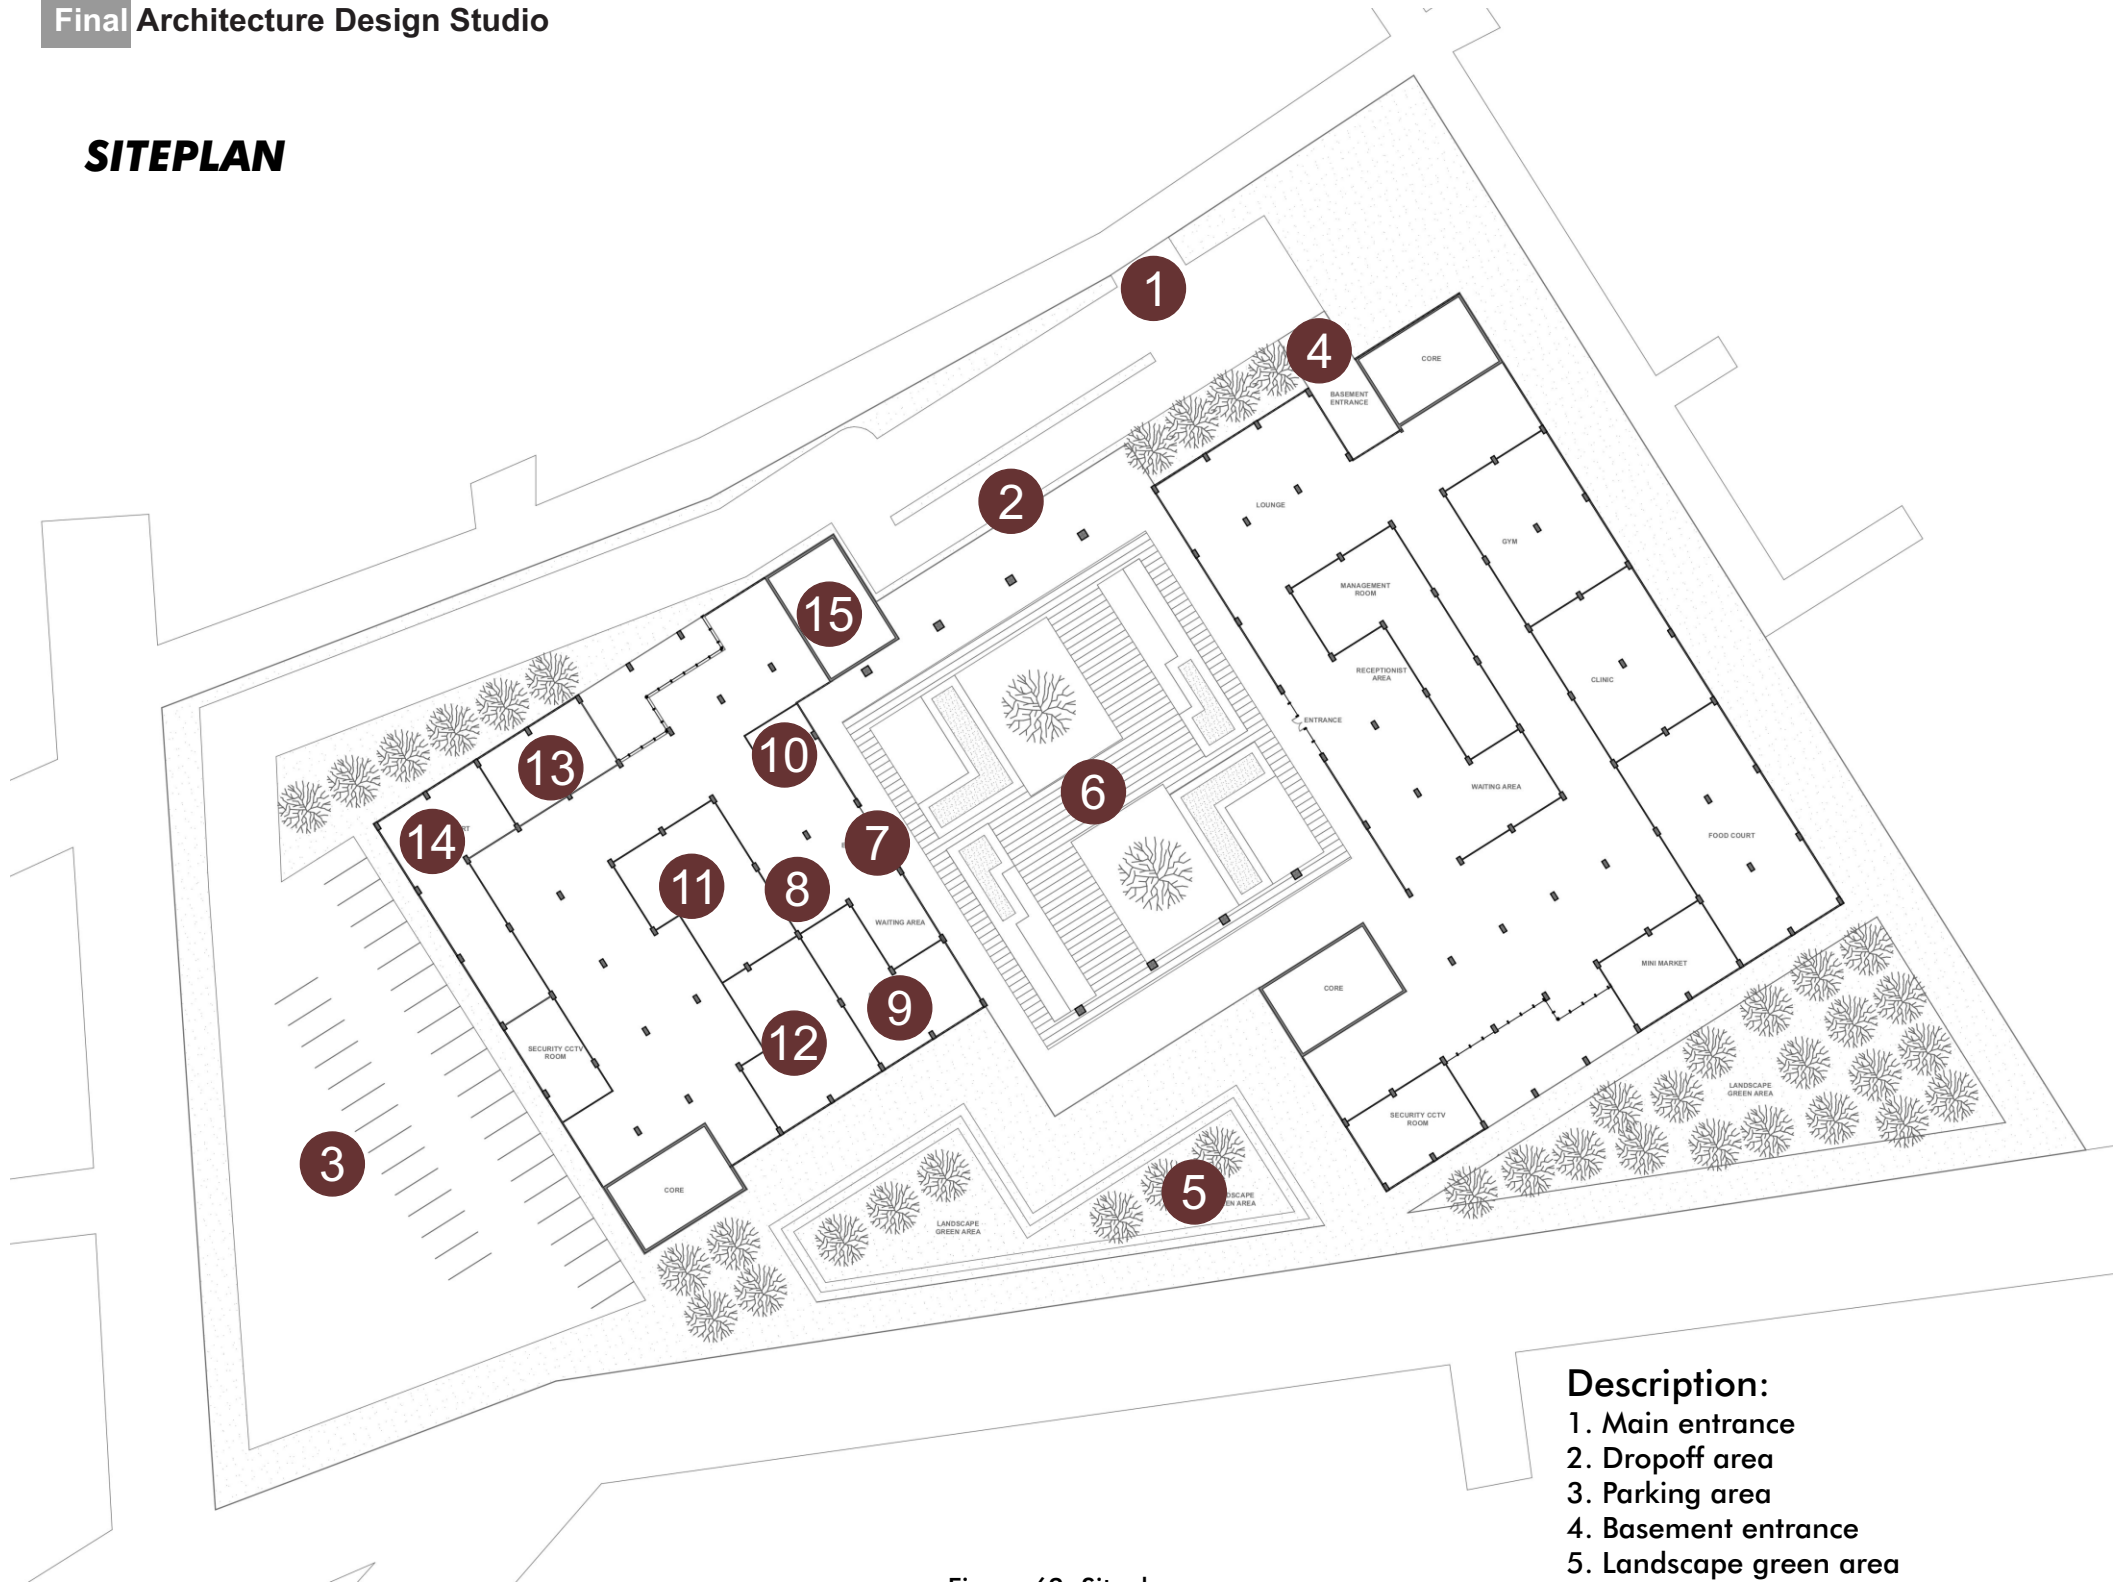 Final Architecture Design Studio
SITEPLAN
1
4
CORE
BASEMENT
ENTRANCE
2
LOUNGE
GYM
15
MANAGEMENT
ROOM
RECEPTIONIST
AREA
CLINIC
ENTRANCE
10
13
6
WAITING AREA
14
7
FOOD COURT
11
8
WAITING AREA
MINI MARKET
CORE
9
12
SECURITY CCTV
ROOM
LANDSCAPE
GREEN AREA
SECURITY CCTV
ROOM
3
CORE
5
LANDSCAPE
GREEN AREA
Description:
1. Main entrance
2. Dropoff area
3. Parking area
4. Basement entrance
5. Landscape green area